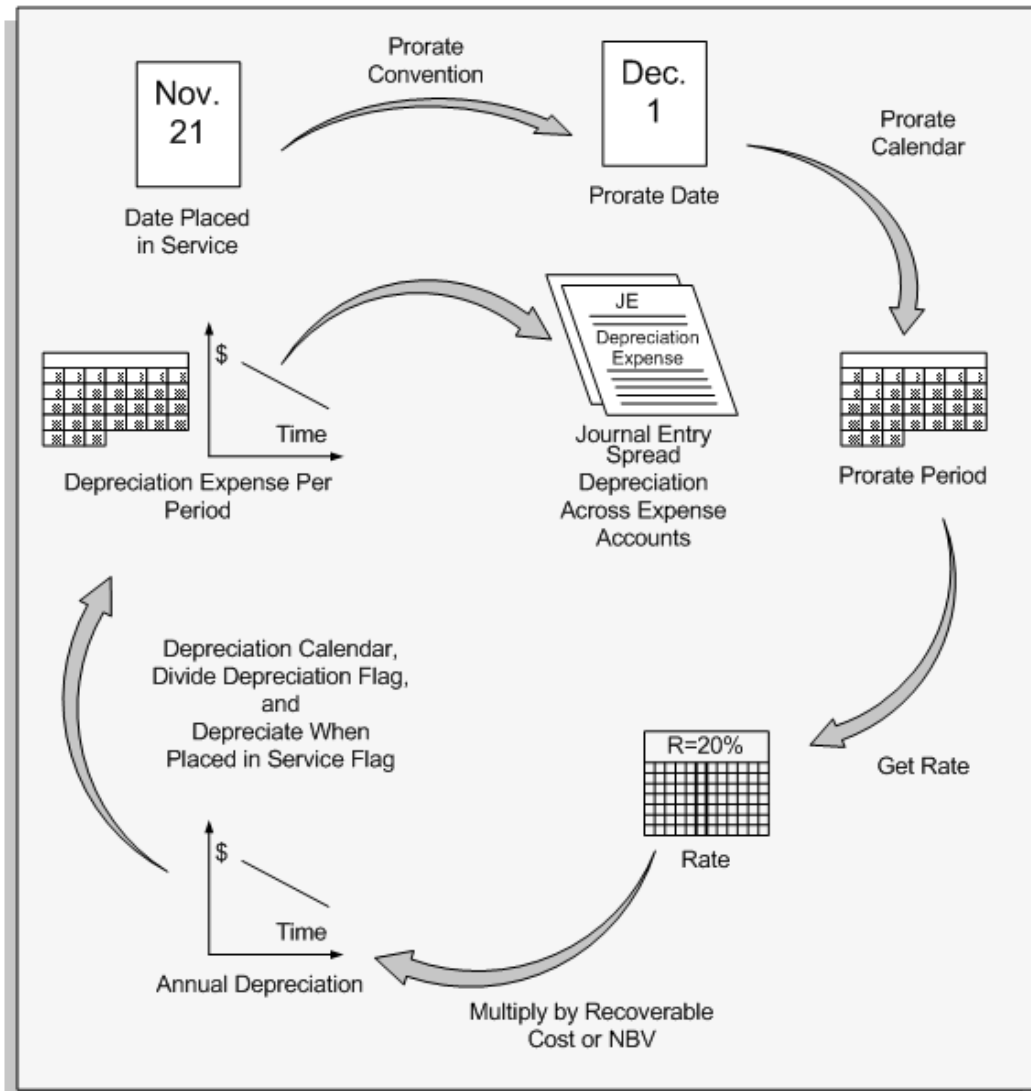 Nov.
21
Date Placed
in Service
Prorate
Convention
Dec.
1
Prorate Date
Prorate
Calendar
Prorate Period
Get Rate
R=20%
Rate
Multiply by Recoverable
Cost or NBV
$
Time
Annual Depreciation
Depreciation Calendar,
Divide Depreciation Flag,
and
Depreciate When
Placed in Service Flag
$
Time
Depreciation Expense Per
Period
JE
Depreciation
Expense
Journal Entry
Spread
Depreciation
Across Expense
Accounts